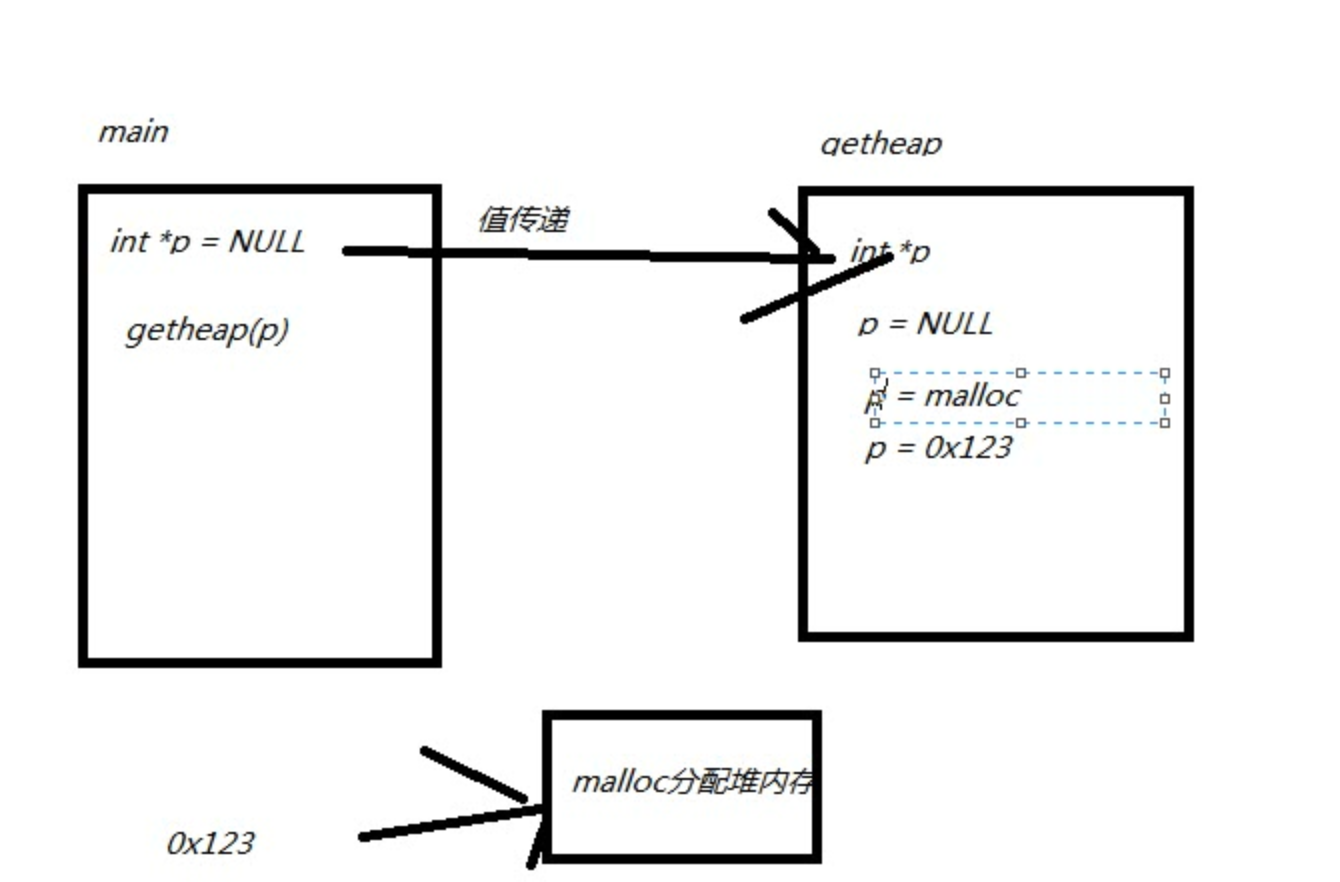 main
getheap
int *p = NULL
值传递
int *p
getheap(p)
p = NULL
p = malloc
p = 0x123
malloc分配堆内存
0x123